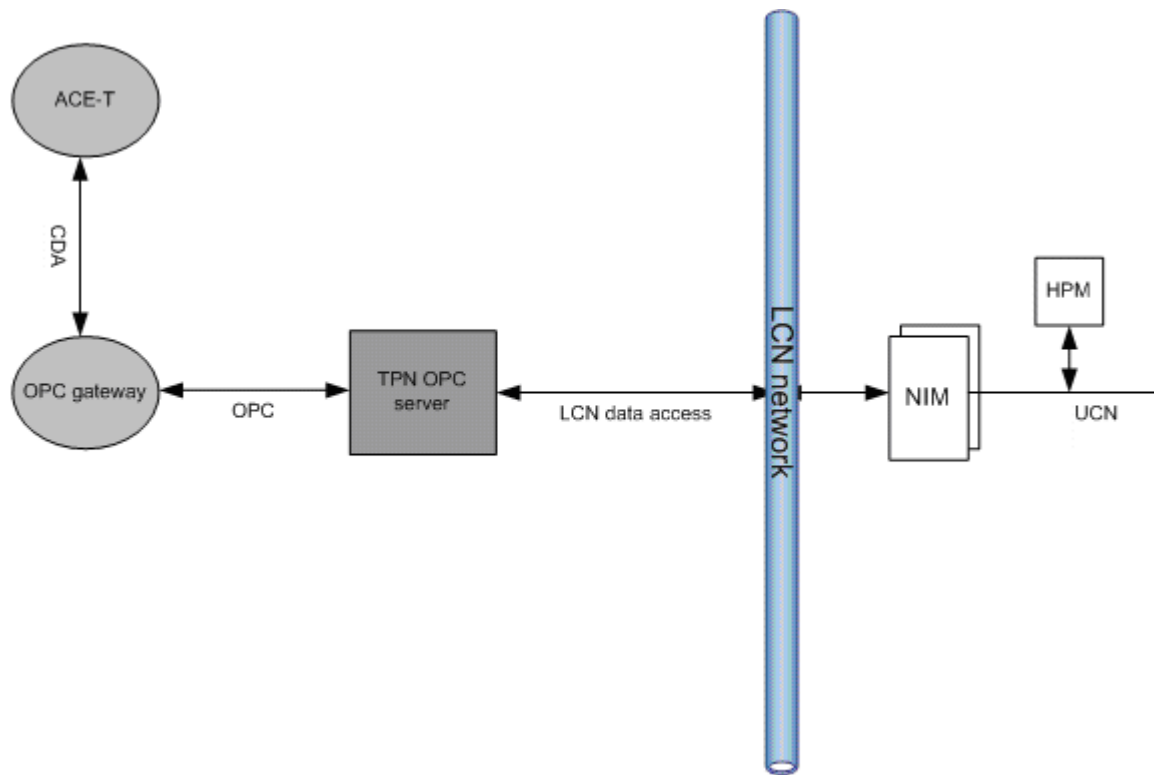 ACE-T
CDA
OPC gateway
OPC
TPN OPC
server
LCN data access
LCN network
NIM
HPM
UCN